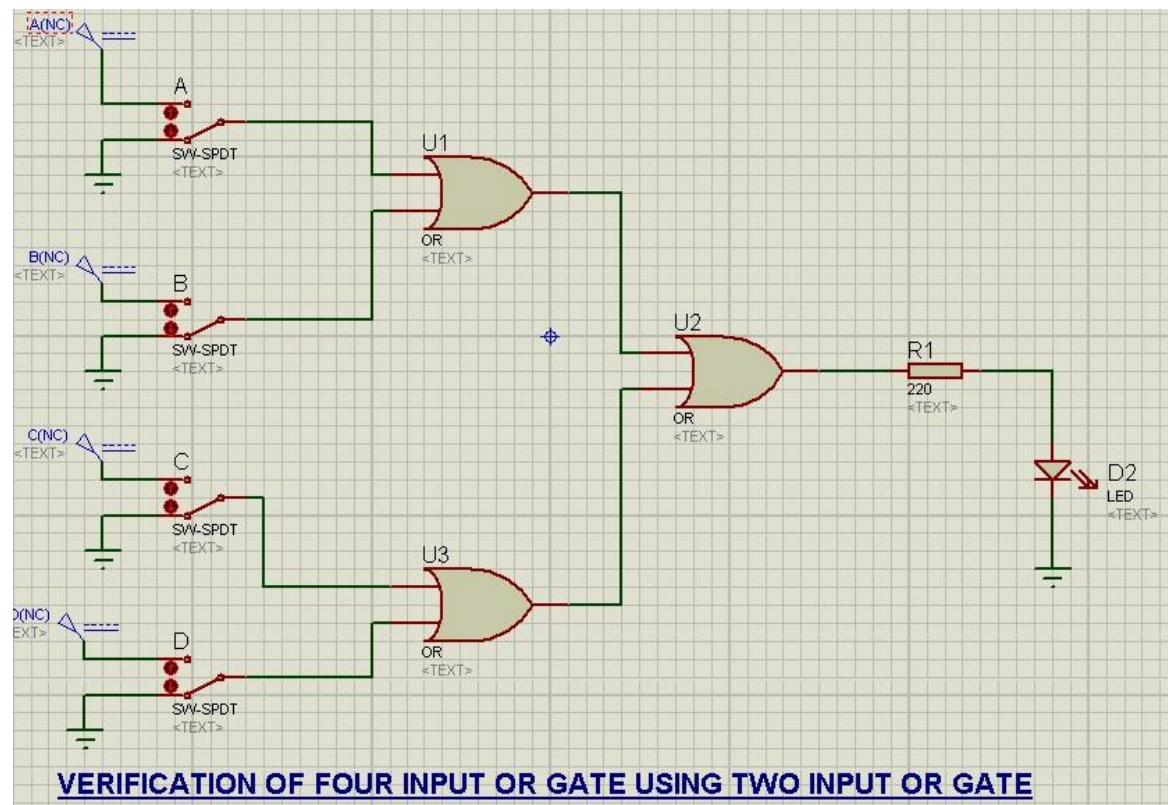 A(NC)
<TEXT>
A
SW-SPDT
<TEXT>
U1
OR
<TEXT>
B(NC)
<TEXT>
B
SW-SPDT
<TEXT>
U2
OR
<TEXT>
R1
220
<TEXT>
C(NC)
<TEXT>
C
SW-SPDT
<TEXT>
D2
LED
<TEXT>
U3
OR
<TEXT>
D(NC)
EXT>
D
SW-SPDT
<TEXT>
VERIFICATION OF FOUR INPUT OR GATE USING TWO INPUT OR GATE